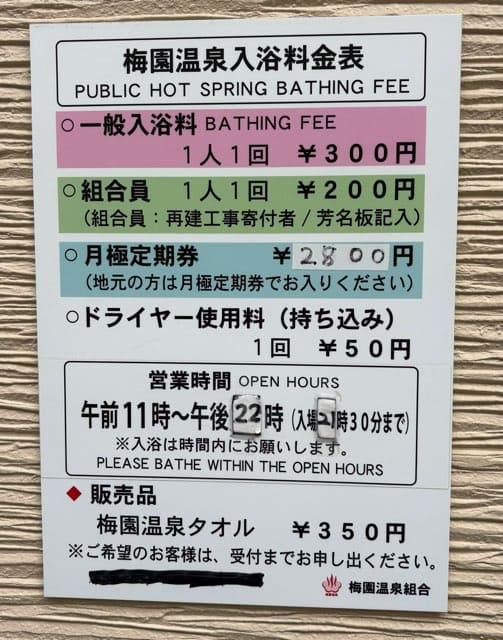 梅園温泉入浴料金表
PUBLIC HOT SPRING BATHING FEE
○一般入浴料 BATHING FEE
1人1回 ¥300円
○組合員 1人1回 ¥200円
(組合員：再建工事寄付者/芳名板記入)
○月極定期券 ¥2800円
(地元の方は月極定期券でお入りください)
○ドライヤー使用料（持ち込み）
1回 ¥50円
営業時間 OPEN HOURS
午前11時～午後22時(入場21時30分まで)
※入浴は時間内にお願いします。
PLEASE BATHE WITHIN THE OPEN HOURS
◆ 販売品
梅園温泉タオル ¥350円
※ご希望のお客様は、受付までお申し出ください。
梅園温泉組合